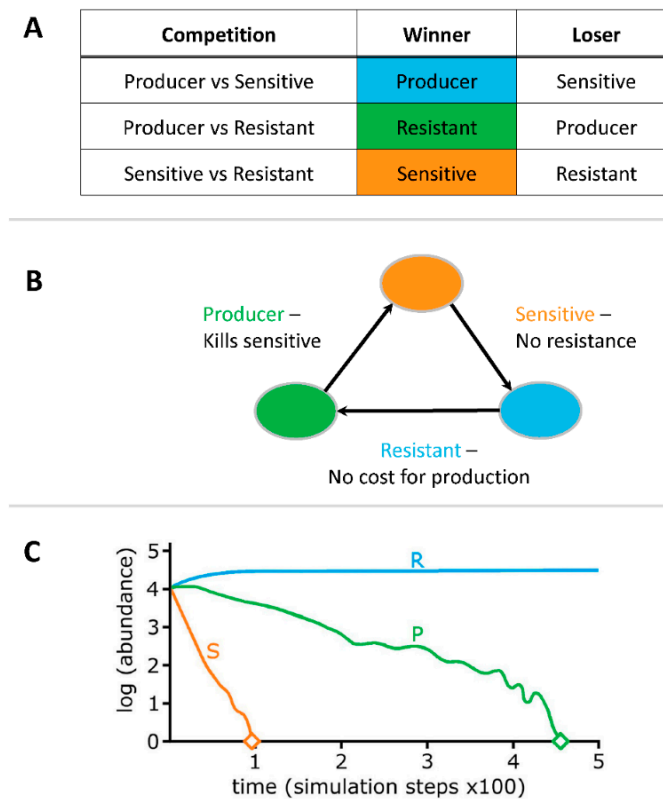 A
Competition Winner Loser
Producer vs Sensitive Producer Sensitive
Producer vs Resistant Resistant Producer
Sensitive vs Resistant Sensitive Resistant
B
Producer – Sensitive –
Kills sensitive No resistance
Resistant –
No cost for production
C
log (abundance)
5
4
3
2
1
0
R
P
S
1 2 3 4 5
time (simulation steps x100)